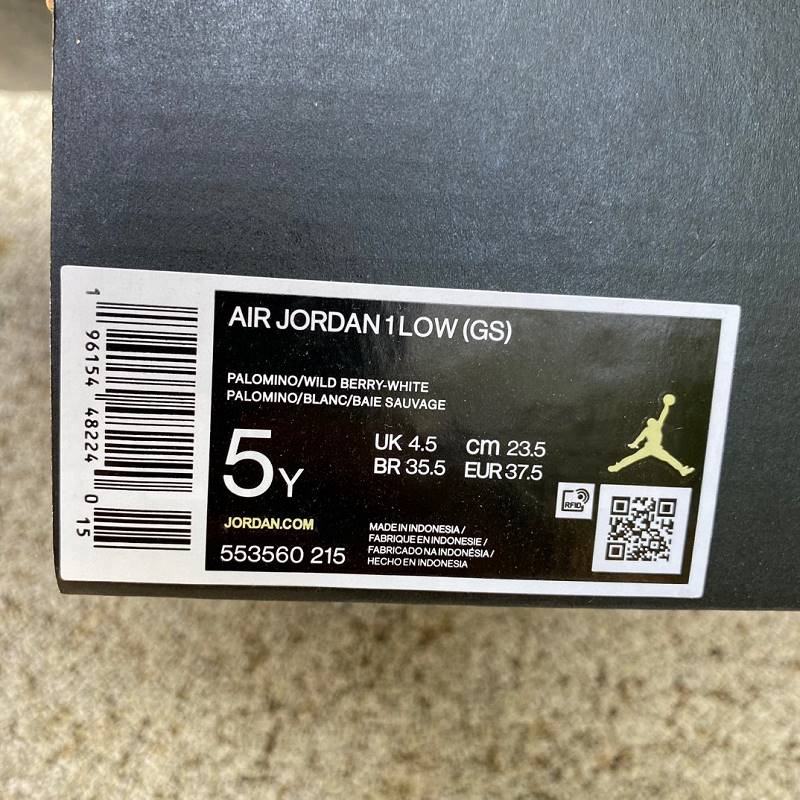 AIR JORDAN 1 LOW (GS)
PALOMINO/WILD BERRY-WHITE
PALOMINO/BLANC/BAIE SAUVAGE
5Y
UK 4.5 cm 23.5
BR 35.5 EUR 37.5
RFID
JORDAN.COM
553560 215
MADE IN INDONESIA /
FABRIQUE EN INDONESIE /
FABRICADO NA INDONÉSIA /
HECHO EN INDONESIA
1 96154 48224 0 15